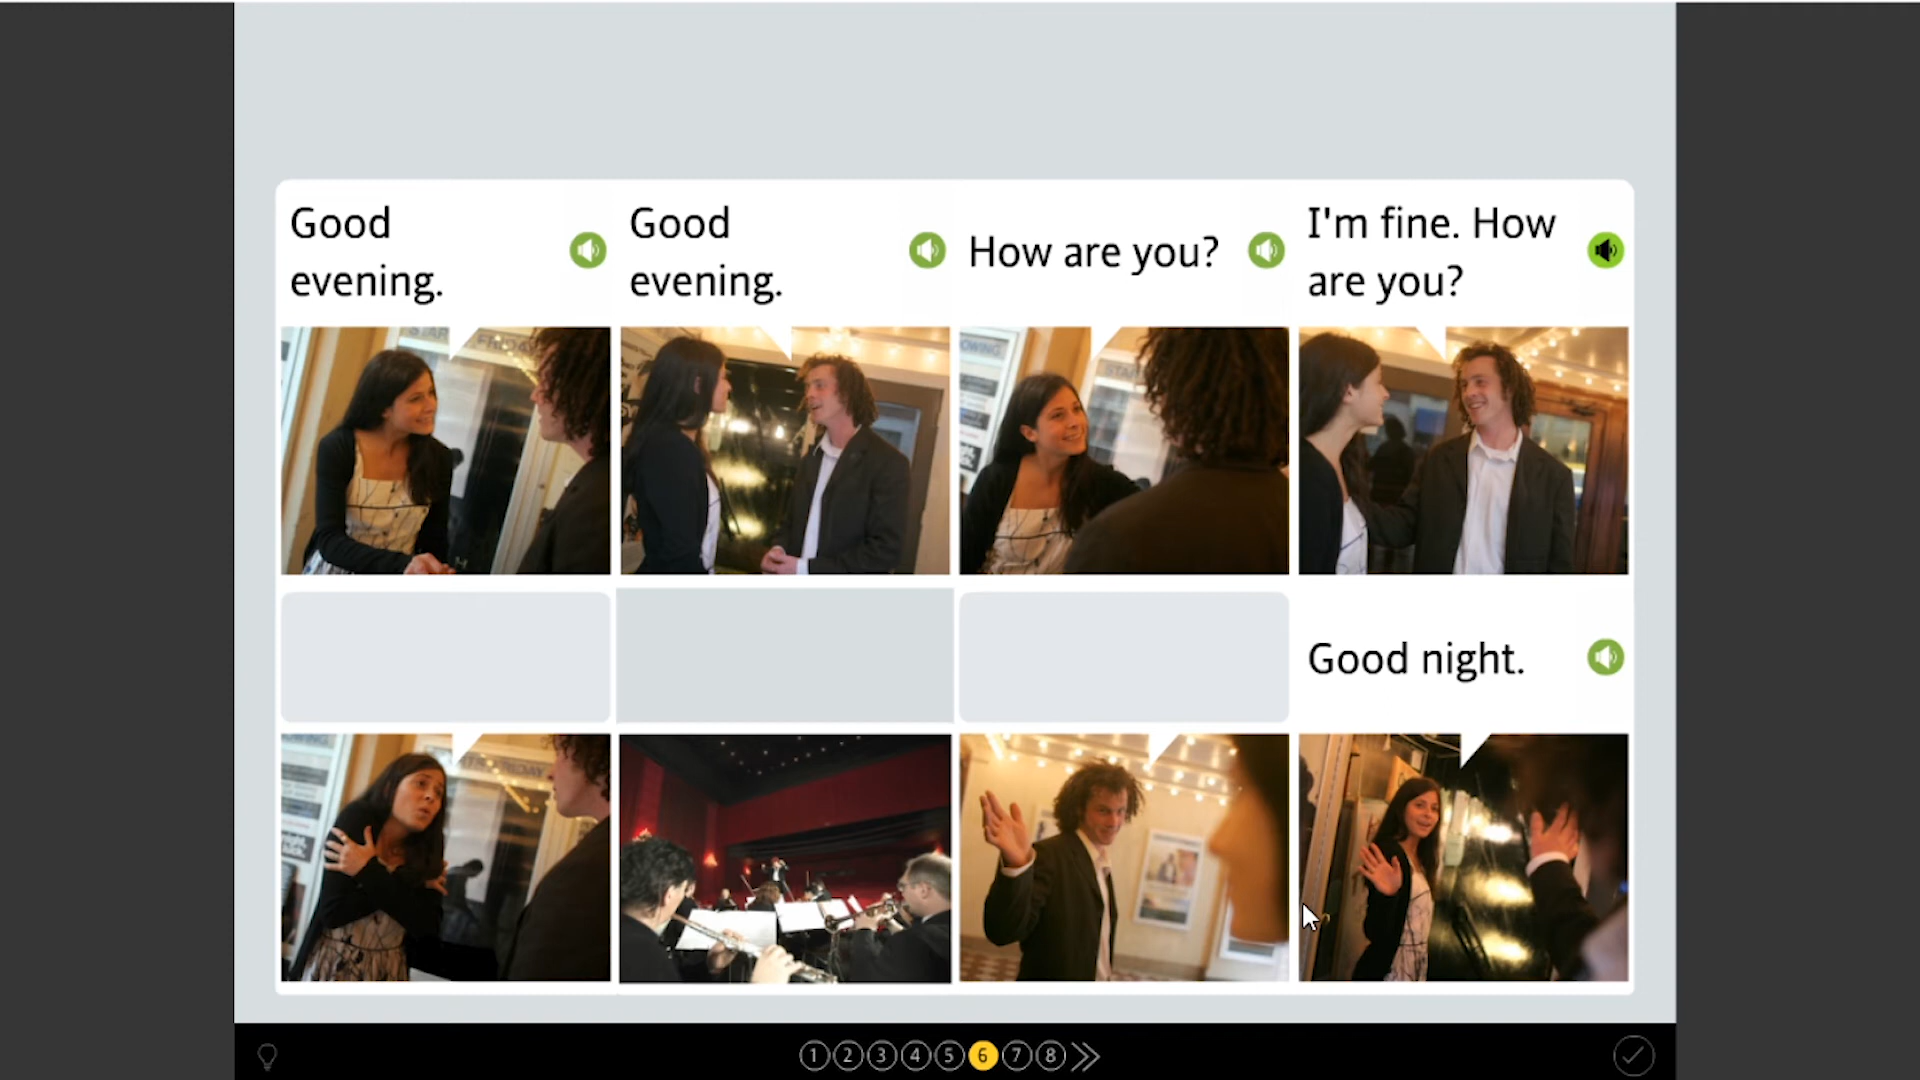 Good
evening.
Good
evening.
How are you?
I'm fine. How
are you?
Good night.
1 2 3 4 5 6 7 8